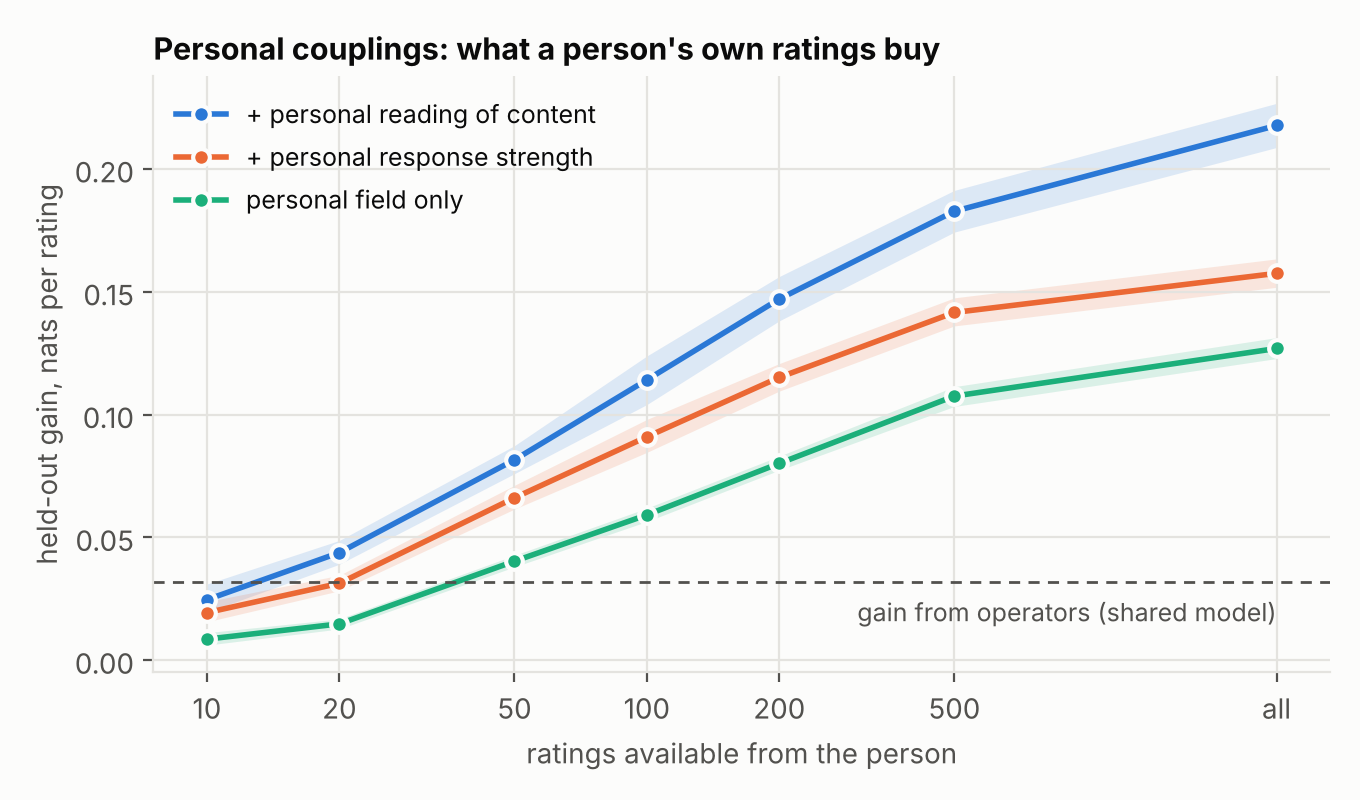 Personal couplings: what a person's own ratings buy
+ personal reading of content
+ personal response strength
personal field only
held-out gain, nats per rating
0.20
0.15
0.10
0.05
0.00
gain from operators (shared model)
10 20 50 100 200 500 all
ratings available from the person